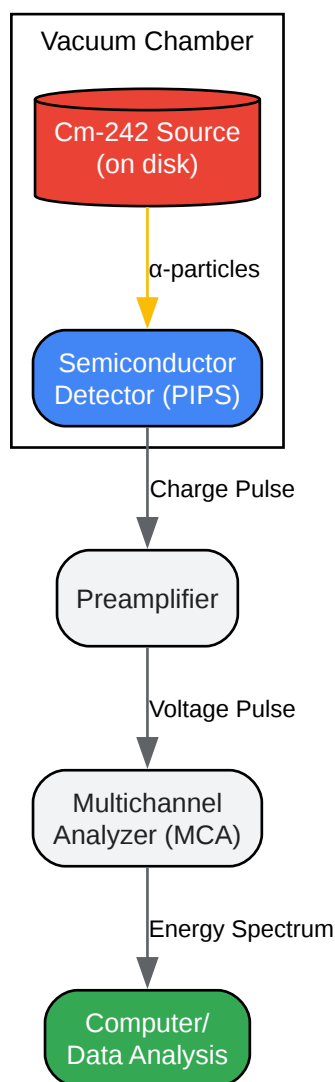 Vacuum Chamber
Cm-242 Source
(on disk)
α-particles
Semiconductor
Detector (PIPS)
Charge Pulse
Preamplifier
Voltage Pulse
Multichannel
Analyzer (MCA)
Energy Spectrum
Computer/
Data Analysis